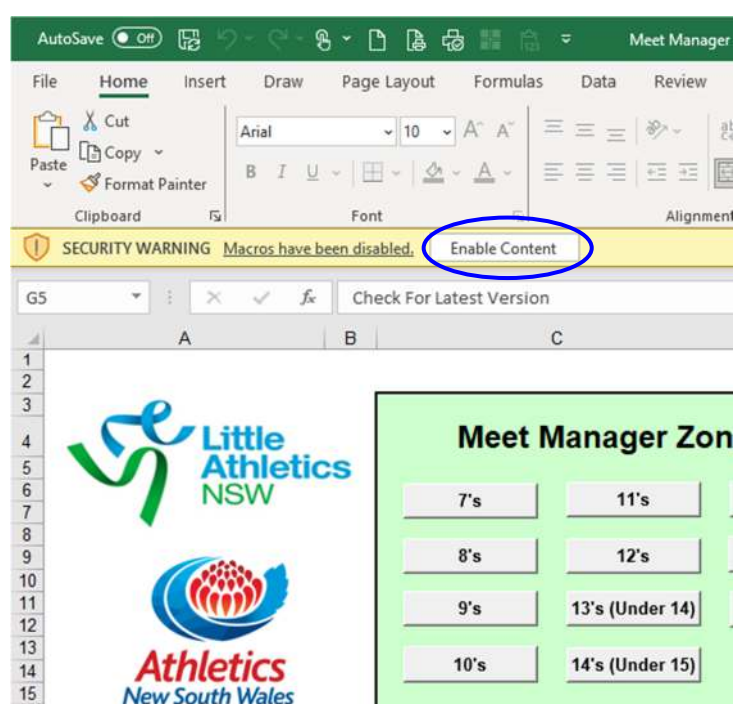 AutoSave Off Meet Manager
File Home Insert Draw Page Layout Formulas Data Review
Cut
Copy
Paste
Format Painter
Arial 10 A A
B I U A
ab
Clipboard Font Alignment
SECURITY WARNING Macros have been disabled. Enable Content
G5 fx Check For Latest Version
A B C
1
2
3
4
5
6
7
8
9
10
11
12
13
14
15
Little
Athletics
NSW
Athletics
New South Wales
Meet Manager Zon
7's 11's
8's 12's
9's 13's (Under 14)
10's 14's (Under 15)